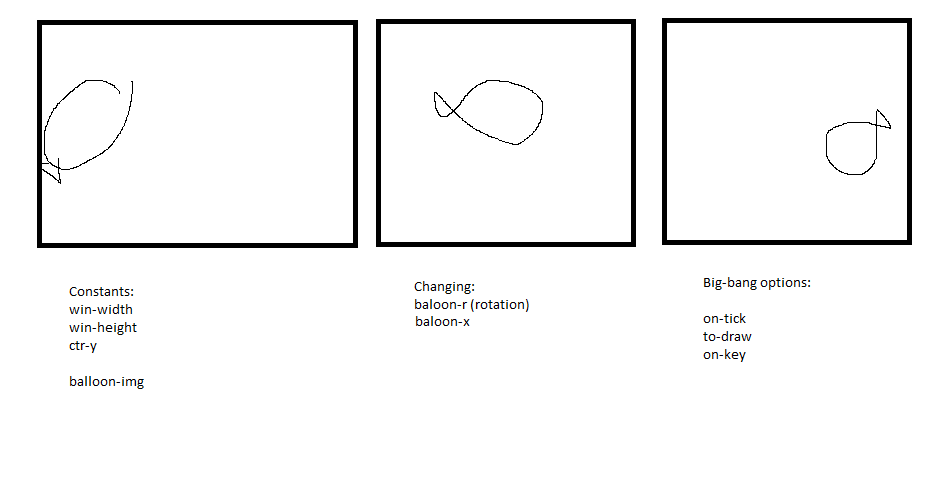 Constants:
win-width
win-height
ctr-y
balloon-img
Changing:
baloon-r (rotation)
baloon-x
Big-bang options:
on-tick
to-draw
on-key